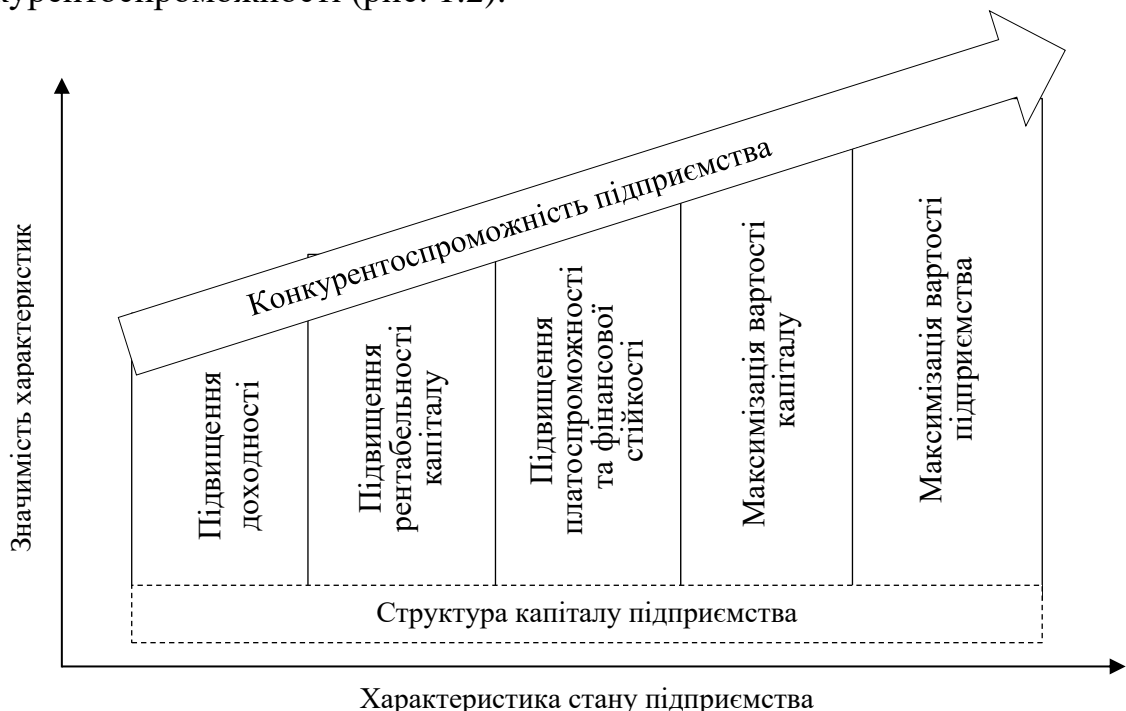 курентоспроможності (рис. 1.2).
Значимість характеристик
Конкурентоспроможність підприємства
Підвищення
доходності
Підвищення
рентабельності
капіталу
Підвищення
платоспроможності
та фінансової
стійкості
Максимізація вартості
капіталу
Максимізація вартості
підприємства
Структура капіталу підприємства
Характеристика стану підприємства